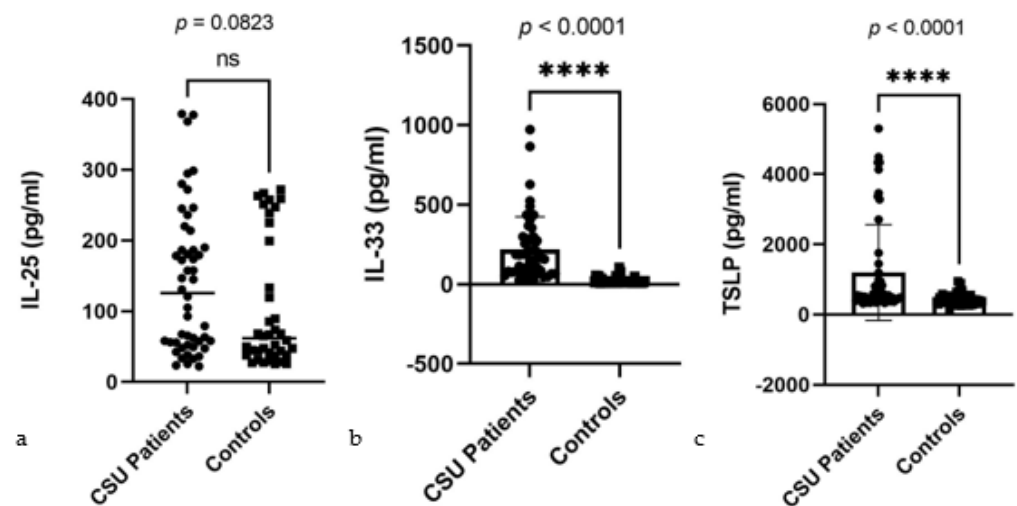 p = 0.0823
ns
400
300
200
100
0
IL-25 (pg/ml)
CSU Patients
Controls
a
p < 0.0001
****
1500
1000
500
0
-500
IL-33 (pg/ml)
CSU Patients
Controls
b
p < 0.0001
****
6000
4000
2000
0
-2000
TSLP (pg/ml)
CSU Patients
Controls
c